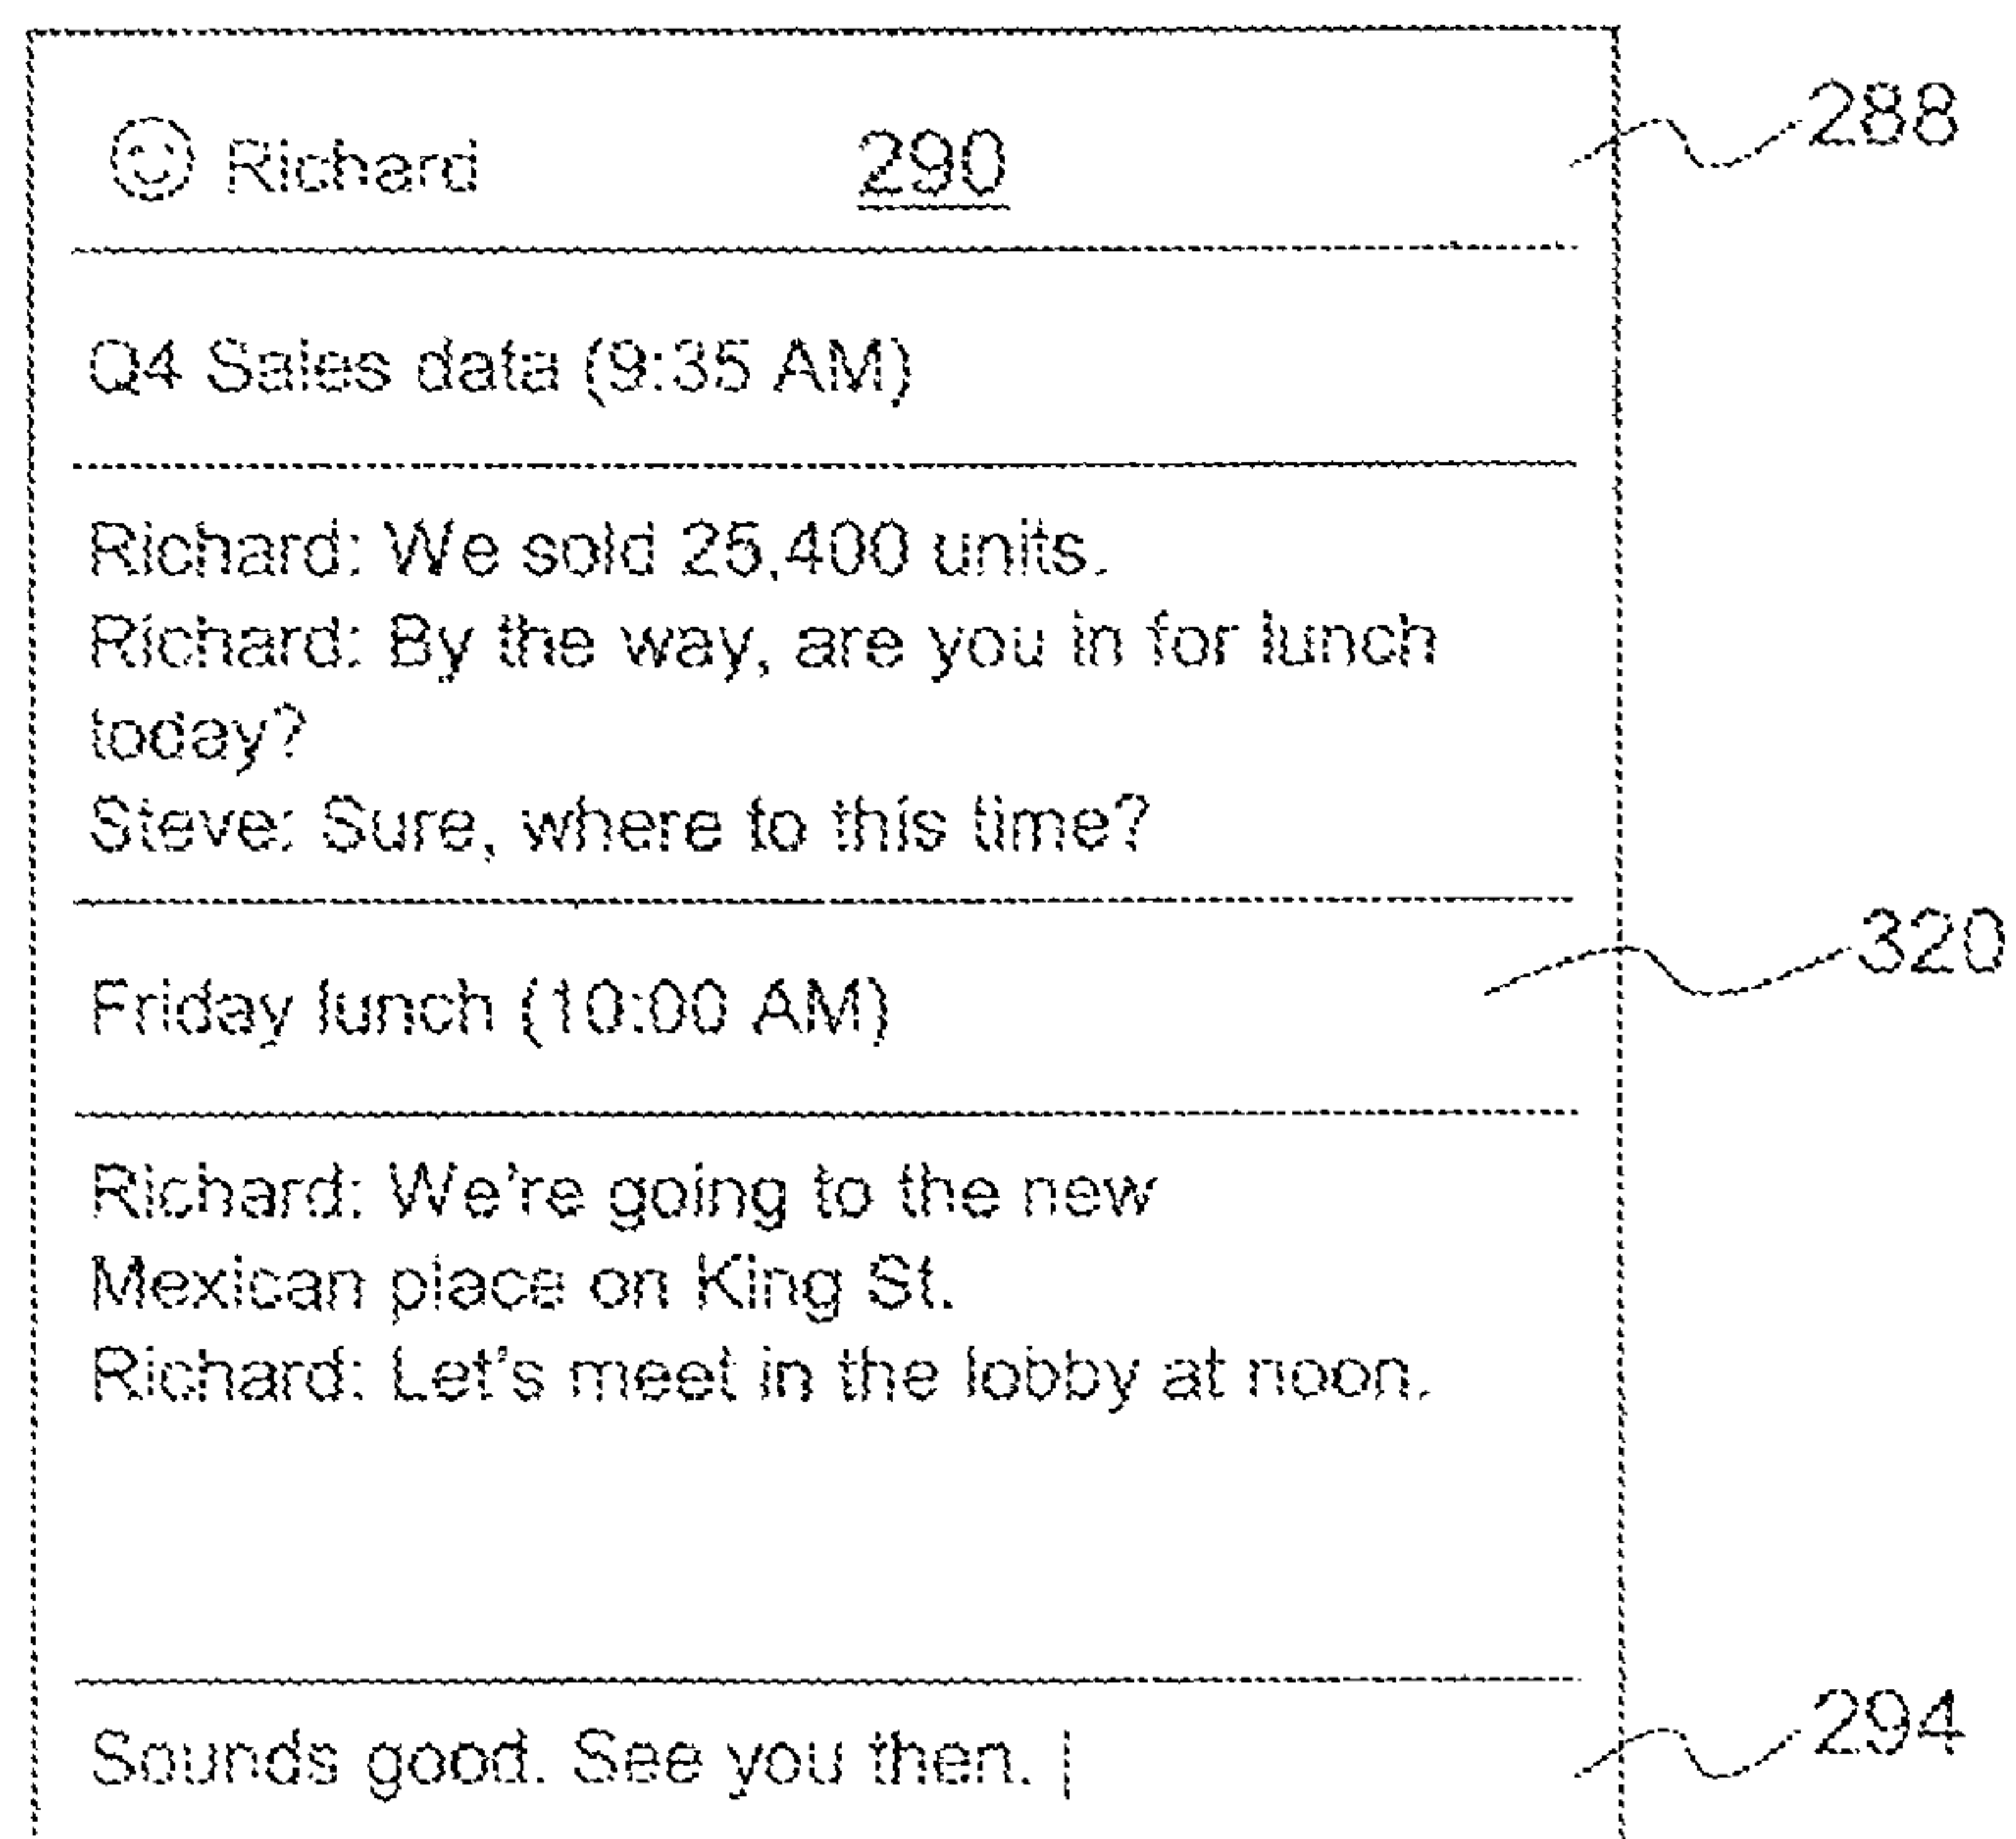 Richard 290 288
Q4 Sales data (9:35 AM)
Richard: We sold 25,400 units.
Richard: By the way, are you in for lunch
today?
Steve: Sure, where to this time?
320
Friday lunch (10:00 AM)
Richard: We're going to the new
Mexican place on King St.
Richard: Let's meet in the lobby at noon.
294
Sounds good. See you then. |